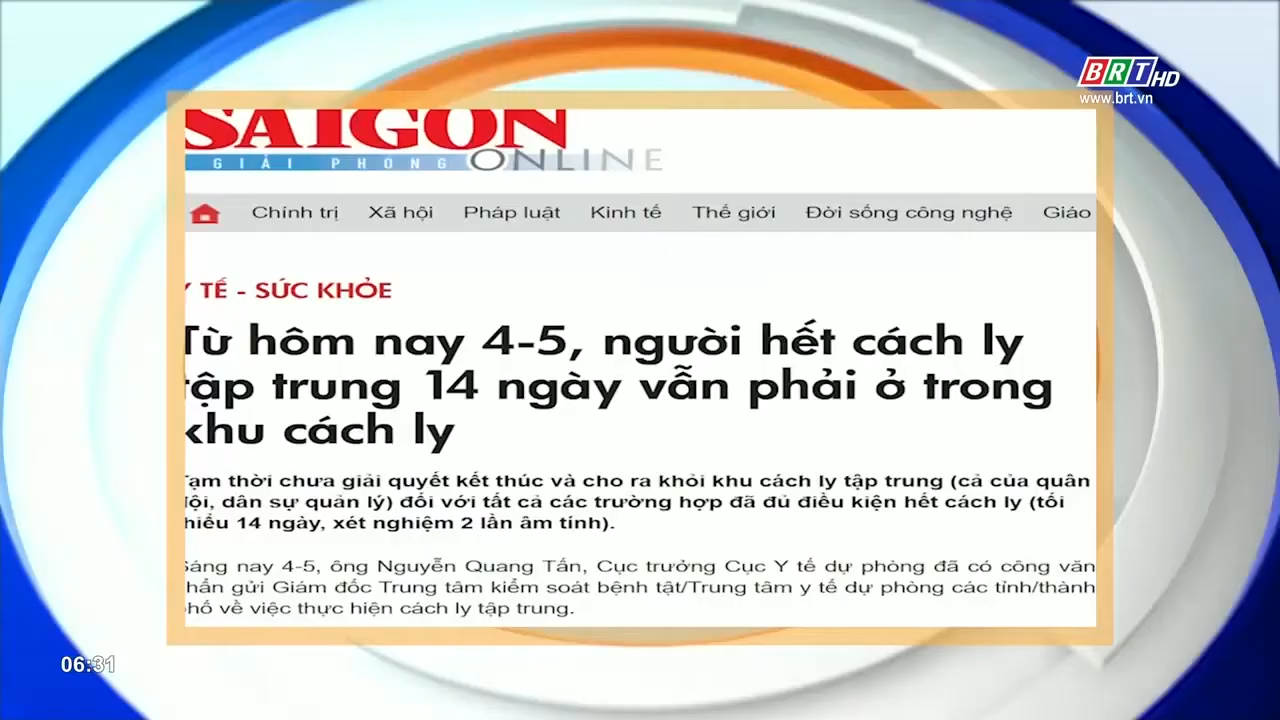 BRT HD
www.brt.vn
SAIGON
GIẢI PHÓNG ONLINE
Chính trị Xã hội Pháp luật Kinh tế Thế giới Đời sống công nghệ Giáo
Y TẾ - SỨC KHỎE
Từ hôm nay 4-5, người hết cách ly
tập trung 14 ngày vẫn phải ở trong
khu cách ly
Tạm thời chưa giải quyết kết thúc và cho ra khỏi khu cách ly tập trung (cả của quân
đội, dân sự quản lý) đối với tất cả các trường hợp đã đủ điều kiện hết cách ly (tối
thiểu 14 ngày, xét nghiệm 2 lần âm tính).
Sáng nay 4-5, ông Nguyễn Quang Tấn, Cục trưởng Cục Y tế dự phòng đã có công văn
khẩn gửi Giám đốc Trung tâm kiểm soát bệnh tật/Trung tâm y tế dự phòng các tỉnh/thành
phố về việc thực hiện cách ly tập trung.
06:31